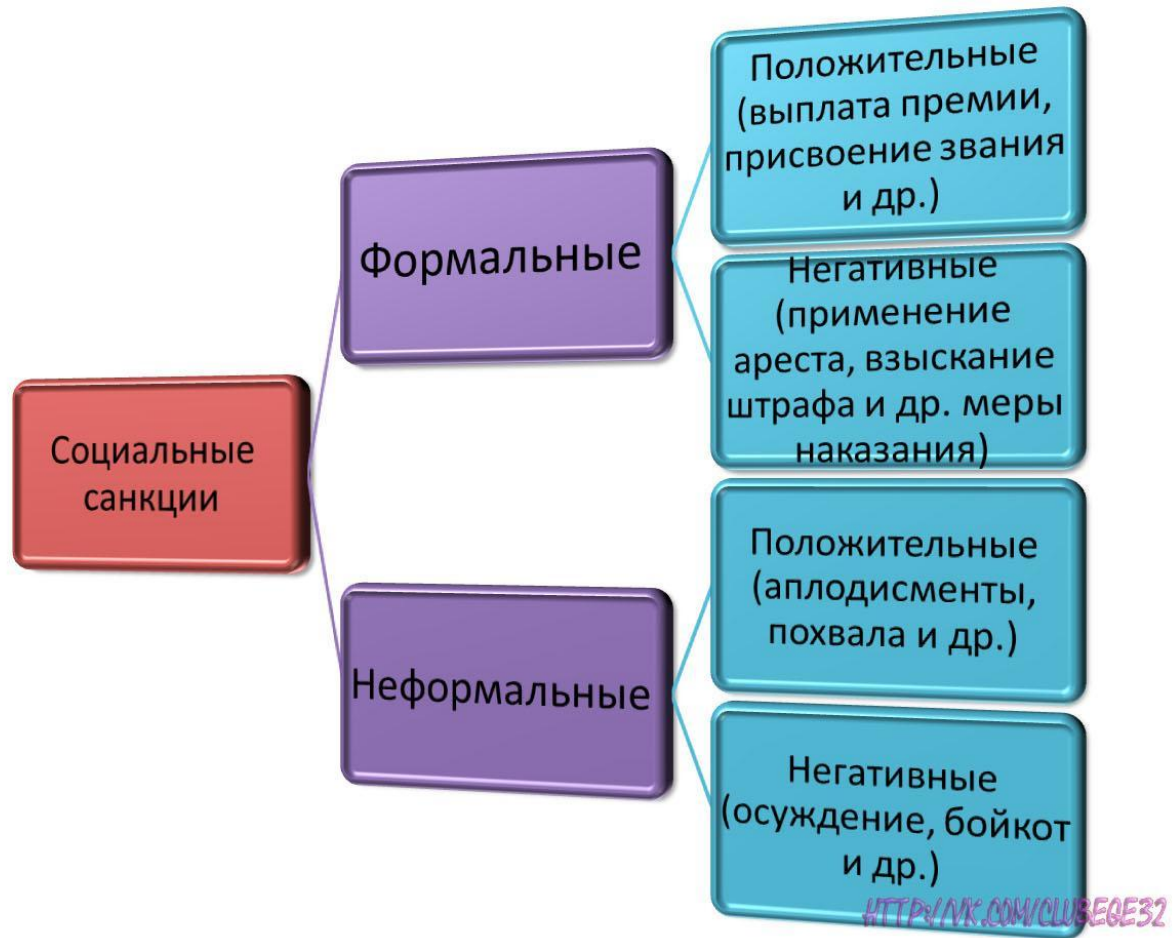 Социальные
санкции
Формальные
Положительные
(выплата премии,
присвоение звания
и др.)
Негативные
(применение
ареста, взыскание
штрафа и др. меры
наказания)
Неформальные
Положительные
(аплодисменты,
похвала и др.)
Негативные
(осуждение, бойкот
и др.)
HTTP://VK.COM/CLUBEGE32